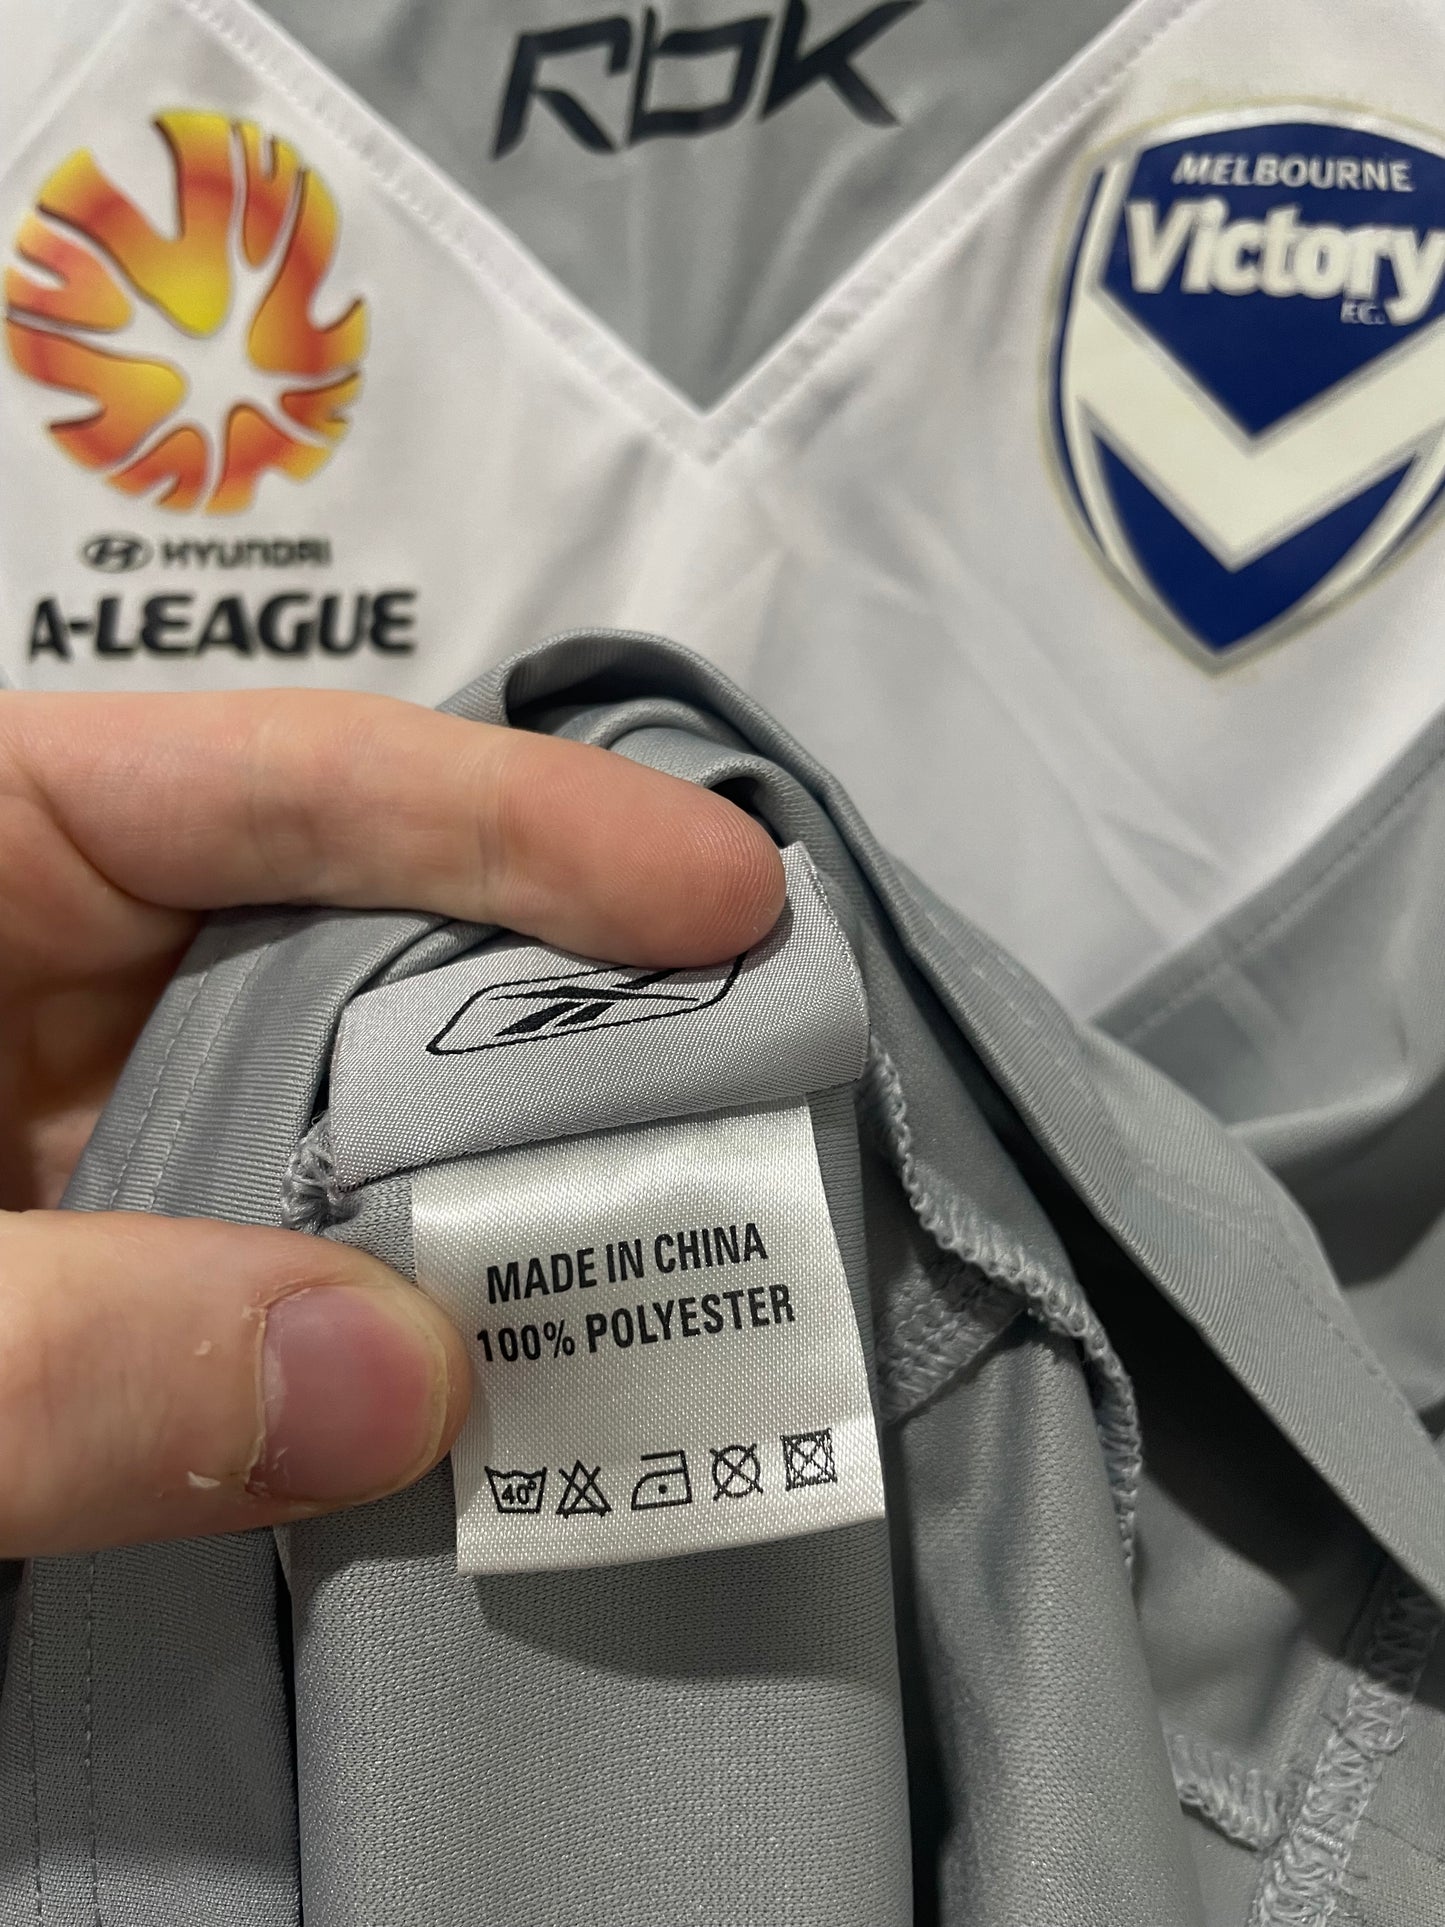 rbk
MELBOURNE
Victory
F.C.
HYUNDAI
A-LEAGUE
MADE IN CHINA
100% POLYESTER
40°